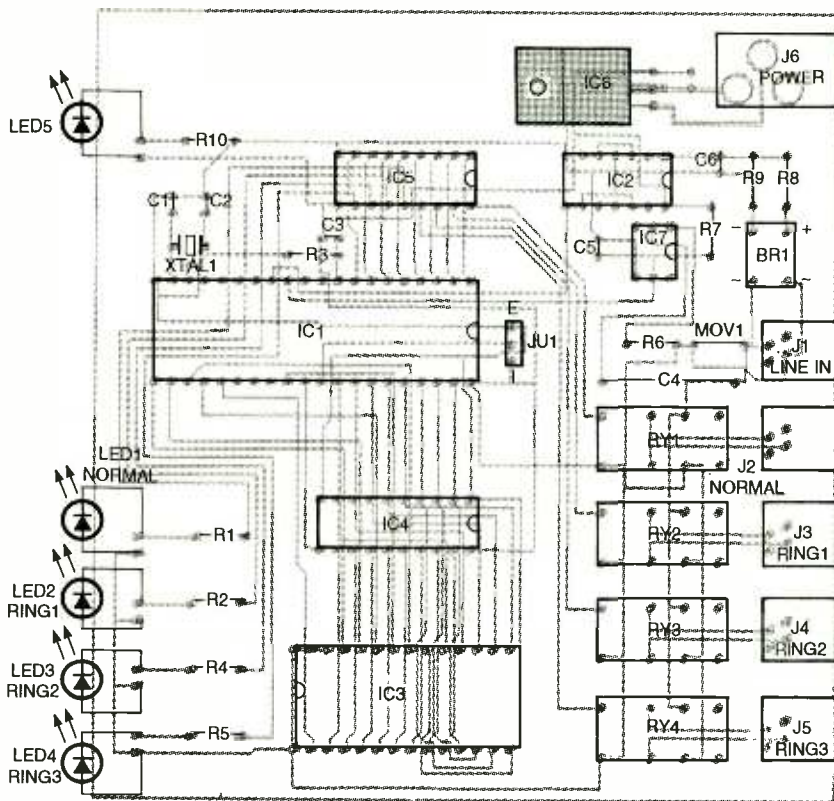 J6
POWER
IC6
LED5
R10
IC5
IC2
C6
R9
R8
C1
C2
C3
R7
IC7
C5
- +
BR1
~ ~
R3
XTAL1
E
IC1
JU1
I
MOV1
R6
J1
LINE IN
C4
RY1
J2
NORMAL
LED1
NORMAL
IC4
R1
RY2
J3
RING1
LED2
RING1
R2
RY3
J4
RING2
LED3
RING2
R4
IC3
R5
RY4
J5
RING3
LED4
RING3